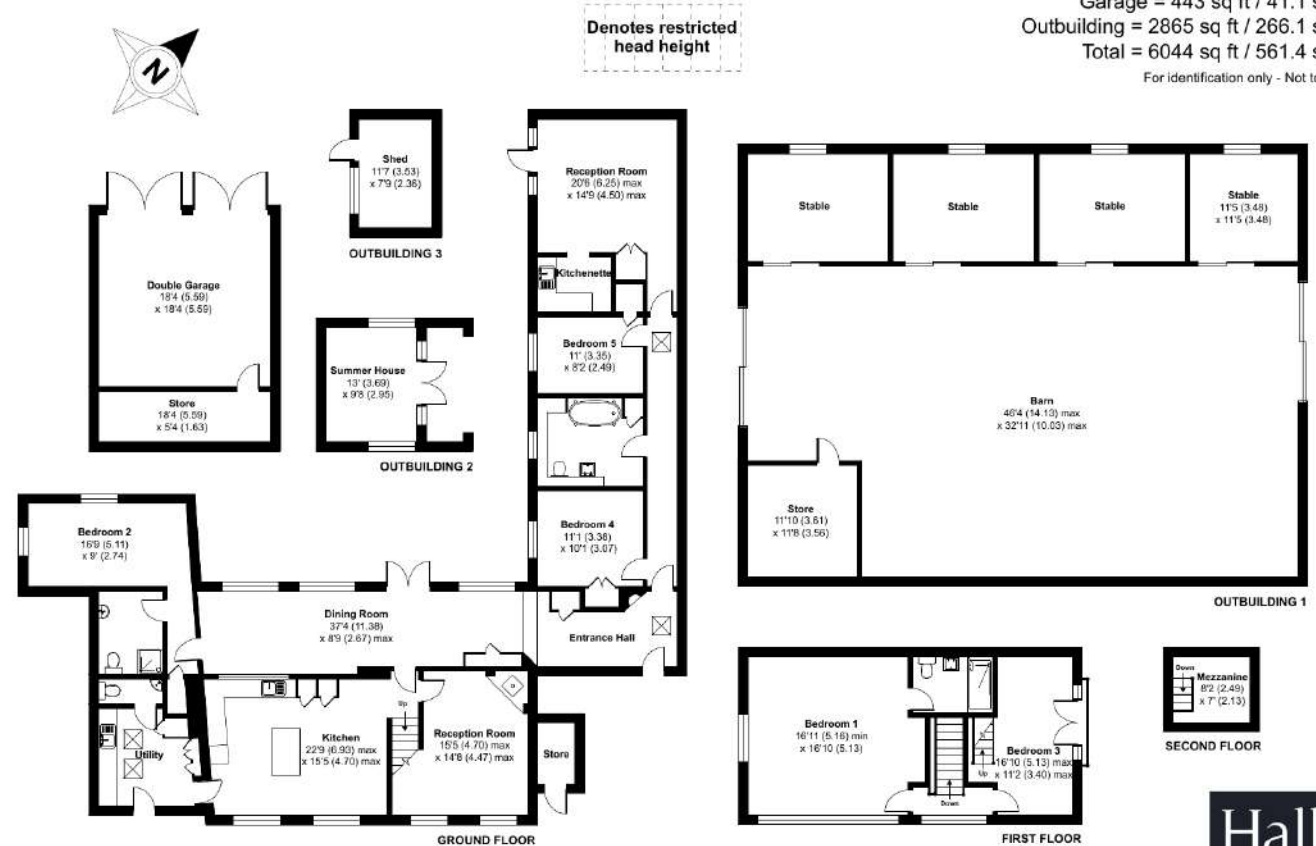 Garage = 443 sq ft / 41.1 s
Outbuilding = 2865 sq ft / 266.1 s
Total = 6044 sq ft / 561.4 s
For identification only - Not to
Denotes restricted
head height
N
Shed
11'7 (3.53)
x 7'9 (2.36)
OUTBUILDING 3
Double Garage
18'4 (5.59)
x 18'4 (5.59)
Store
18'4 (5.59)
x 5'4 (1.63)
Summer House
13' (3.69)
x 9'8 (2.95)
OUTBUILDING 2
Reception Room
20'6 (6.25) max
x 14'9 (4.50) max
Kitchenette
Bedroom 5
11' (3.35)
x 8'2 (2.49)
Bedroom 4
11'1 (3.38)
x 10'1 (3.07)
Entrance Hall
Bedroom 2
16'9 (5.11)
x 9' (2.74)
Dining Room
37'4 (11.38)
x 8'9 (2.67) max
Utility
Kitchen
22'9 (6.93) max
x 15'5 (4.70) max
Up
Reception Room
15'5 (4.70) max
x 14'8 (4.47) max
Store
GROUND FLOOR
Stable
Stable
Stable
Stable
11'5 (3.48)
x 11'5 (3.48)
Barn
46'4 (14.13) max
x 32'11 (10.03) max
Store
11'10 (3.61)
x 11'8 (3.56)
OUTBUILDING 1
Bedroom 1
16'11 (5.16) min
x 16'10 (5.13)
Up
Down
Bedroom 3
16'10 (5.13) max
x 11'2 (3.40) max
FIRST FLOOR
Down
Mezzanine
8'2 (2.49)
x 7' (2.13)
SECOND FLOOR
Hall